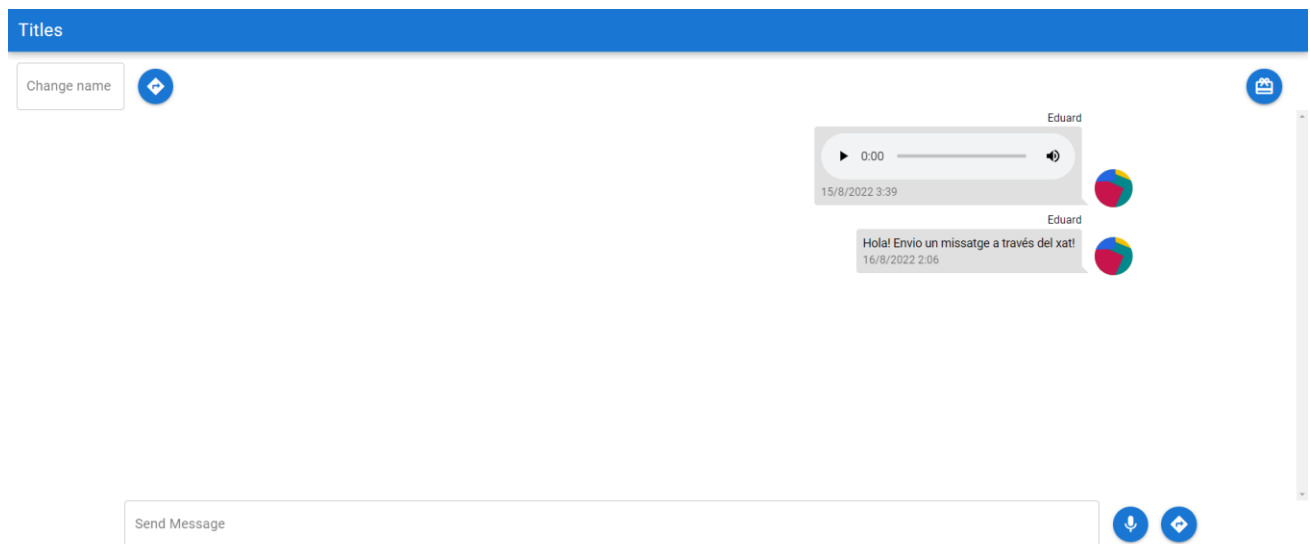 Titles
Change name
Eduard
0:00
15/8/2022 3:39
Eduard
Hola! Envio un missatge a través del xat!
16/8/2022 2:06
Send Message